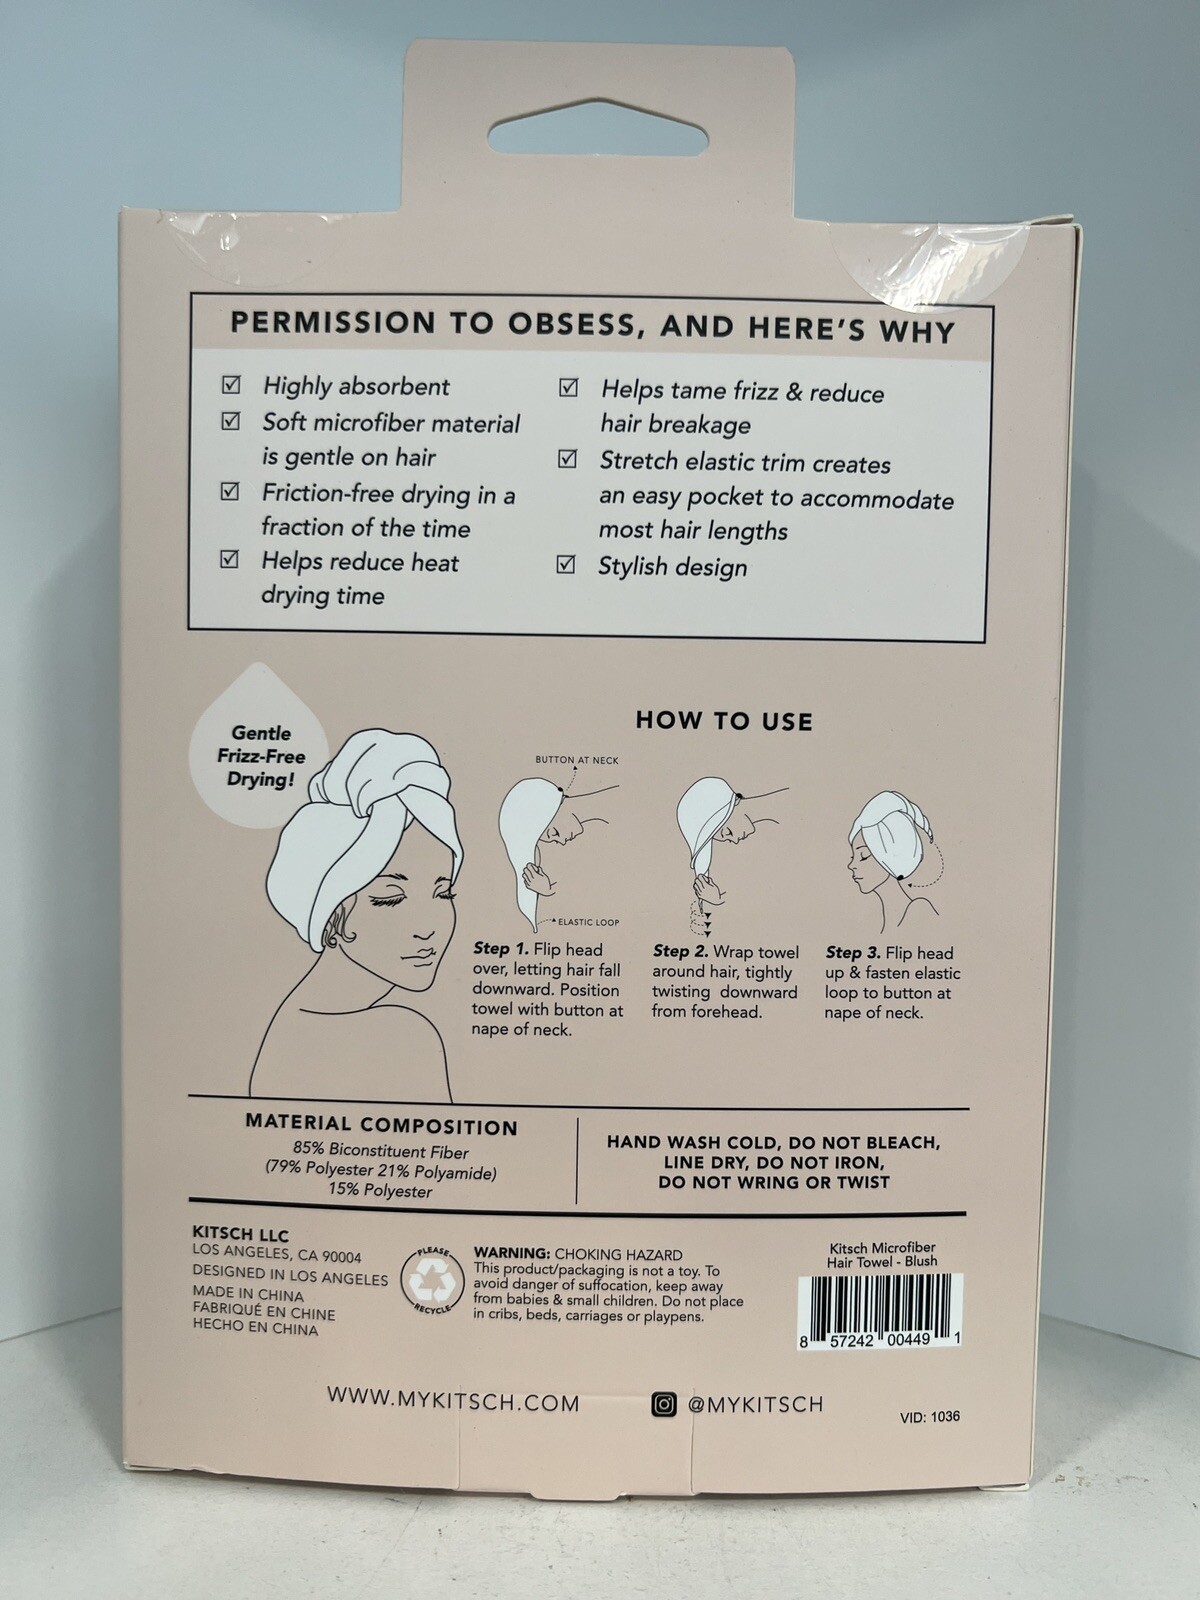 PERMISSION TO OBSESS, AND HERE'S WHY
Highly absorbent
Soft microfiber material
is gentle on hair
Friction-free drying in a
fraction of the time
Helps reduce heat
drying time
Helps tame frizz & reduce
hair breakage
Stretch elastic trim creates
an easy pocket to accommodate
most hair lengths
Stylish design
Gentle
Frizz-Free
Drying!
HOW TO USE
BUTTON AT NECK
ELASTIC LOOP
Step 1. Flip head
over, letting hair fall
downward. Position
towel with button at
nape of neck.
Step 2. Wrap towel
around hair, tightly
twisting downward
from forehead.
Step 3. Flip head
up & fasten elastic
loop to button at
nape of neck.
MATERIAL COMPOSITION
85% Biconstituent Fiber
(79% Polyester 21% Polyamide)
15% Polyester
HAND WASH COLD, DO NOT BLEACH,
LINE DRY, DO NOT IRON,
DO NOT WRING OR TWIST
KITSCH LLC
LOS ANGELES, CA 90004
DESIGNED IN LOS ANGELES
MADE IN CHINA
FABRIQUÉ EN CHINE
HECHO EN CHINA
PLEASE
RECYCLE
WARNING: CHOKING HAZARD
This product/packaging is not a toy. To
avoid danger of suffocation, keep away
from babies & small children. Do not place
in cribs, beds, carriages or playpens.
Kitsch Microfiber
Hair Towel - Blush
8 57242 00449 1
WWW.MYKITSCH.COM
@MYKITSCH
VID: 1036